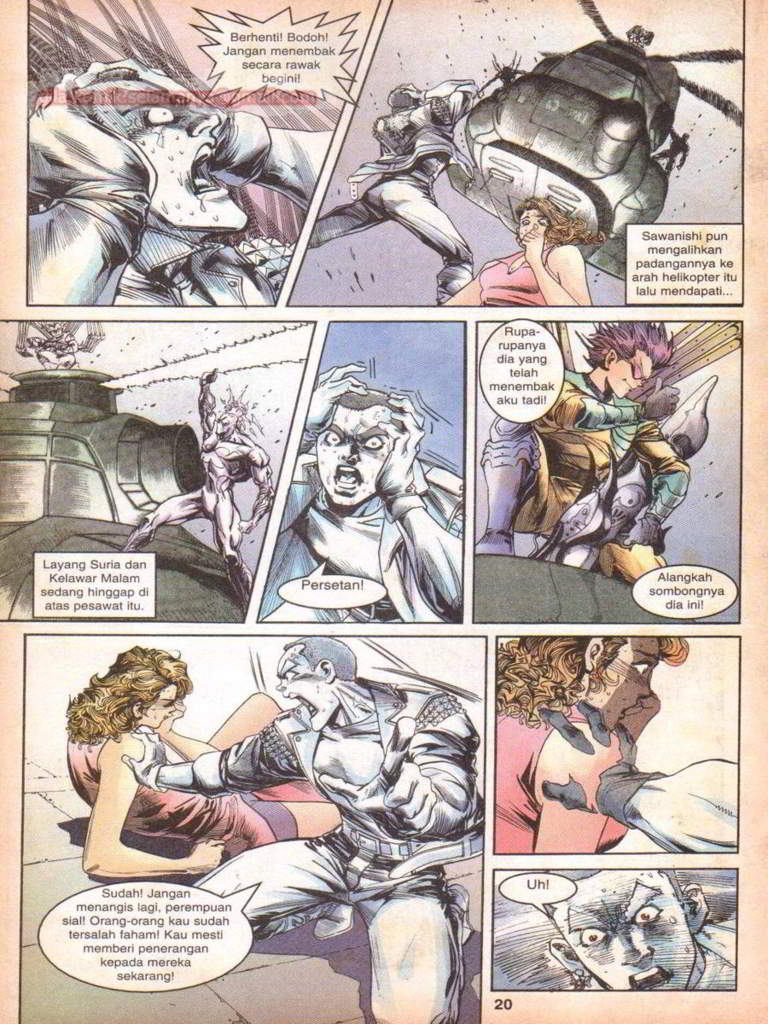 Berhenti! Bodoh!
Jangan menembak
secara rawak
begini!
Sawanishi pun
mengalihkan
padangannya ke
arah helikopter itu
lalu mendapati...
Layang Suria dan
Kelawar Malam
sedang hinggap di
atas pesawat itu.
Persetan!
Rupa-
rupanya
dia yang
telah
menembak
aku tadi!
Alangkah
sombongnya
dia ini!
Sudah! Jangan
menangis lagi, perempuan
sial! Orang-orang kau sudah
tersalah faham! Kau mesti
memberi penerangan
kepada mereka
sekarang!
Uh!
20